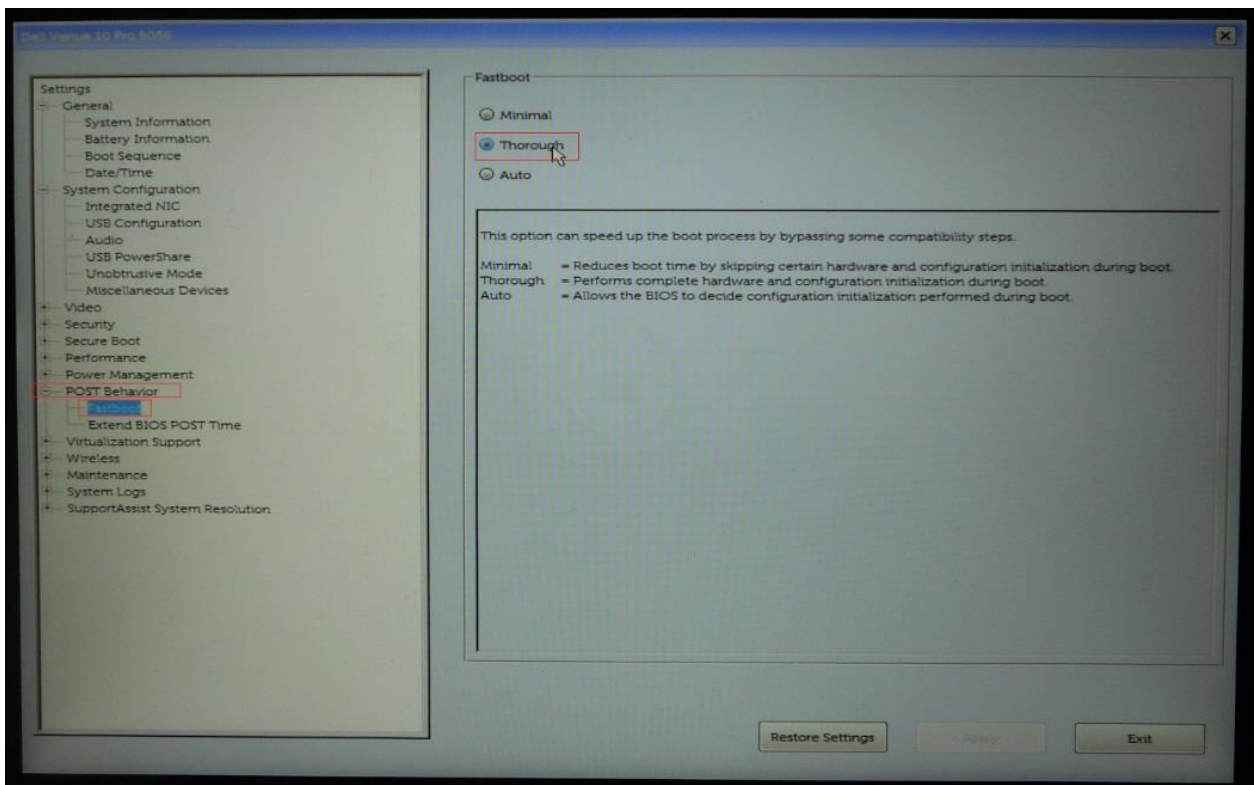 Dell Venue 10 Pro 5056
Settings
General
System Information
Battery Information
Boot Sequence
Date/Time
System Configuration
Integrated NIC
USB Configuration
Audio
USB PowerShare
Unobtrusive Mode
Miscellaneous Devices
Video
Security
Secure Boot
Performance
Power Management
POST Behavior
Fastboot
Extend BIOS POST Time
Virtualization Support
Wireless
Maintenance
System Logs
SupportAssist System Resolution
Fastboot
Minimal
Thorough
Auto
This option can speed up the boot process by bypassing some compatibility steps.
Minimal = Reduces boot time by skipping certain hardware and configuration initialization during boot.
Thorough = Performs complete hardware and configuration initialization during boot.
Auto = Allows the BIOS to decide configuration initialization performed during boot.
Restore Settings
Apply
Exit